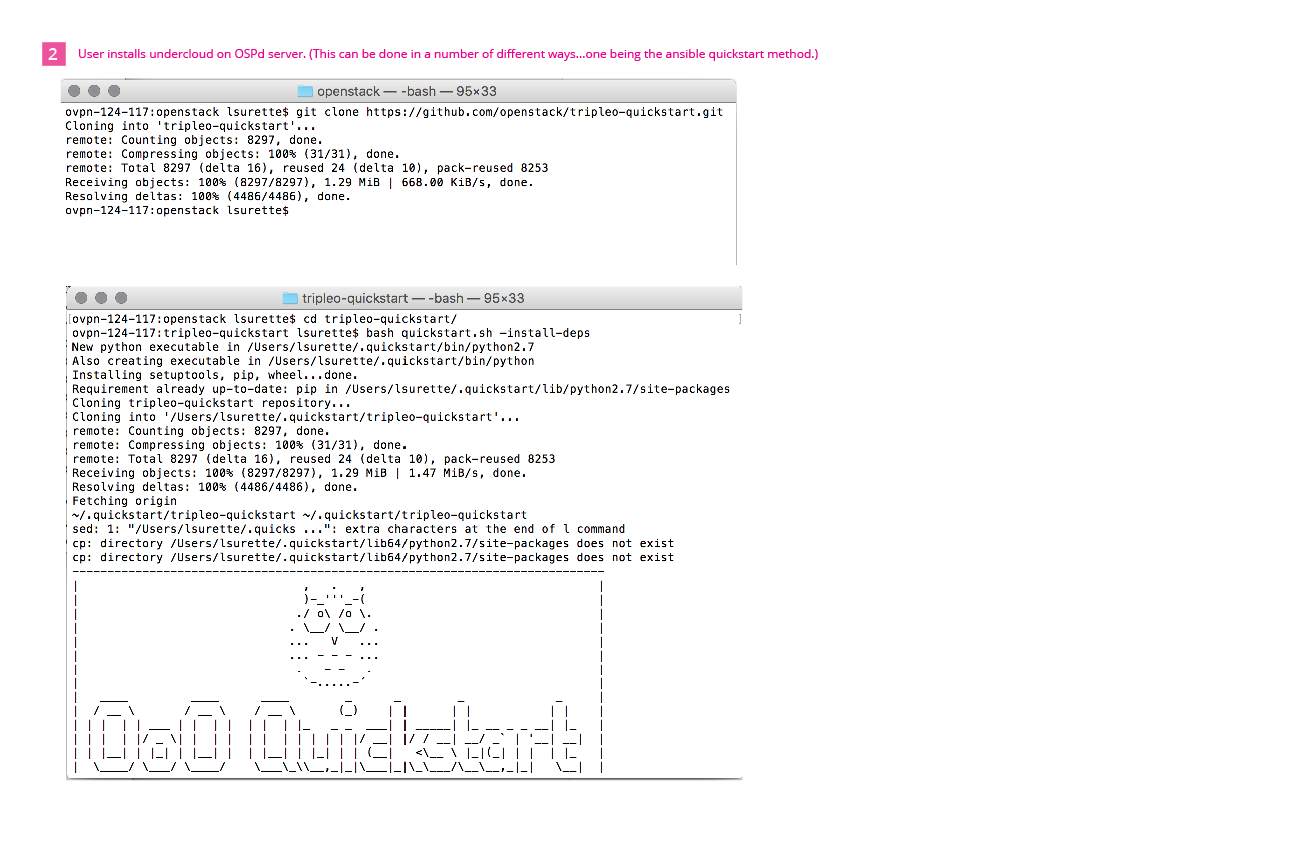 2 User installs undercloud on OSPd server. (This can be done in a number of different ways...one being the ansible quickstart method.)
openstack — -bash — 95×33
ovpn-124-117:openstack lsurette$ git clone https://github.com/openstack/tripleo-quickstart.git
Cloning into 'tripleo-quickstart'...
remote: Counting objects: 8297, done.
remote: Compressing objects: 100% (31/31), done.
remote: Total 8297 (delta 16), reused 24 (delta 10), pack-reused 8253
Receiving objects: 100% (8297/8297), 1.29 MiB | 668.00 KiB/s, done.
Resolving deltas: 100% (4486/4486), done.
ovpn-124-117:openstack lsurette$
tripleo-quickstart — -bash — 95×33
[ovpn-124-117:openstack lsurette$ cd tripleo-quickstart/ ]
ovpn-124-117:tripleo-quickstart lsurette$ bash quickstart.sh —install-deps
New python executable in /Users/lsurette/.quickstart/bin/python2.7
Also creating executable in /Users/lsurette/.quickstart/bin/python
Installing setuptools, pip, wheel...done.
Requirement already up-to-date: pip in /Users/lsurette/.quickstart/lib/python2.7/site-packages
Cloning tripleo-quickstart repository...
Cloning into '/Users/lsurette/.quickstart/tripleo-quickstart'...
remote: Counting objects: 8297, done.
remote: Compressing objects: 100% (31/31), done.
remote: Total 8297 (delta 16), reused 24 (delta 10), pack-reused 8253
Receiving objects: 100% (8297/8297), 1.29 MiB | 1.47 MiB/s, done.
Resolving deltas: 100% (4486/4486), done.
Fetching origin
~/.quickstart/tripleo-quickstart ~/.quickstart/tripleo-quickstart
sed: 1: "/Users/lsurette/.quicks ...": extra characters at the end of l command
cp: directory /Users/lsurette/.quickstart/lib64/python2.7/site-packages does not exist
cp: directory /Users/lsurette/.quickstart/lib64/python2.7/site-packages does not exist
OoO Quickstart